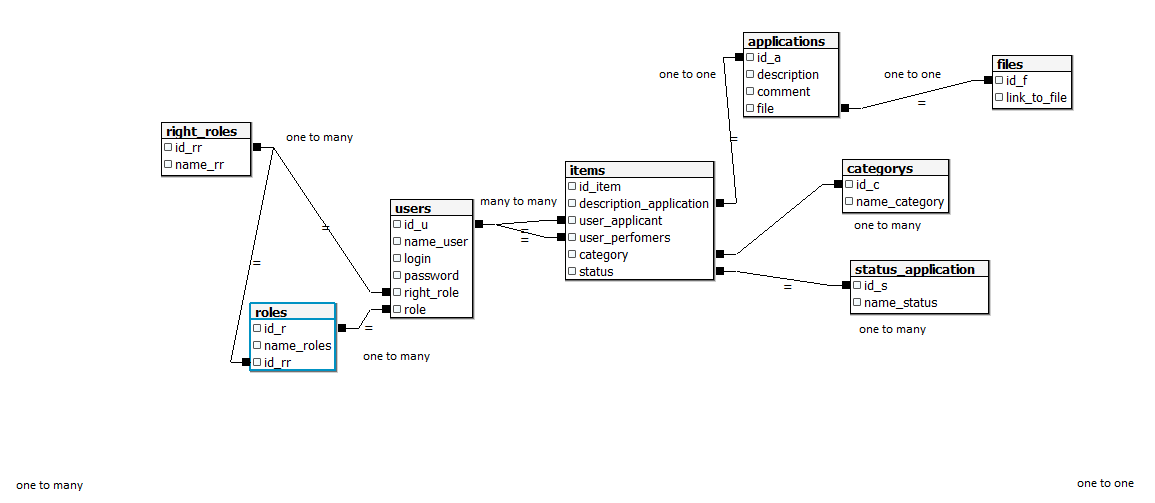 applications
id_a
description
comment
file
one to one
one to one
=
files
id_f
link_to_file
=
right_roles
id_rr
name_rr
one to many
=
=
users
id_u
name_user
login
password
right_role
role
many to many
=
=
items
id_item
description_application
user_applicant
user_perfomers
category
status
categorys
id_c
name_category
one to many
status_application
id_s
name_status
=
one to many
roles
id_r
name_roles
id_rr
=
one to many
one to many
one to one